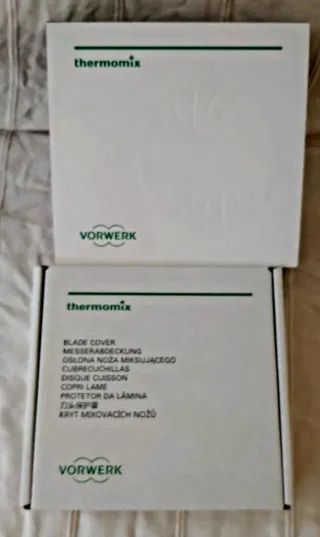 thermomix
VORWERK
thermomix
BLADE COVER
MESSERABDECKUNG
OSŁONA NOŻA MIKSUJĄCEGO
CUBRECUCHILLAS
DISQUE CUISSON
COPRI LAME
PROTETOR DA LÂMINA
刀头保护罩
KRYT MIXOVACÍCH NOŽŮ
VORWERK